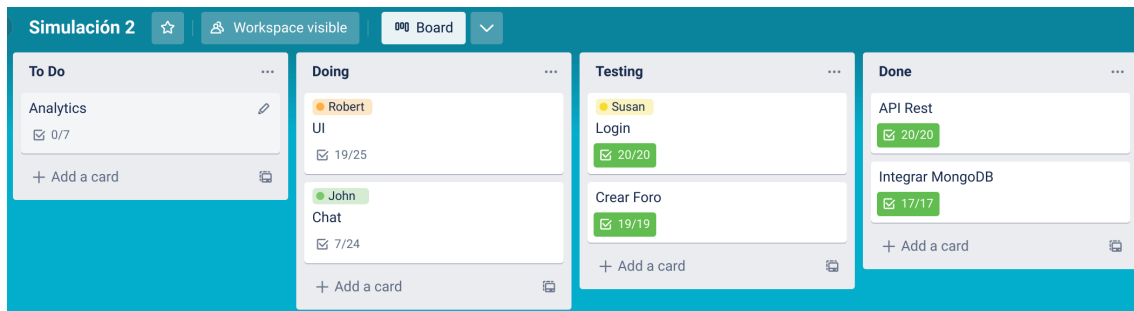 Simulación 2
Workspace visible
Board
To Do
Analytics
0/7
+ Add a card
Doing
Robert
UI
19/25
John
Chat
7/24
+ Add a card
Testing
Susan
Login
20/20
Crear Foro
19/19
+ Add a card
Done
API Rest
20/20
Integrar MongoDB
17/17
+ Add a card